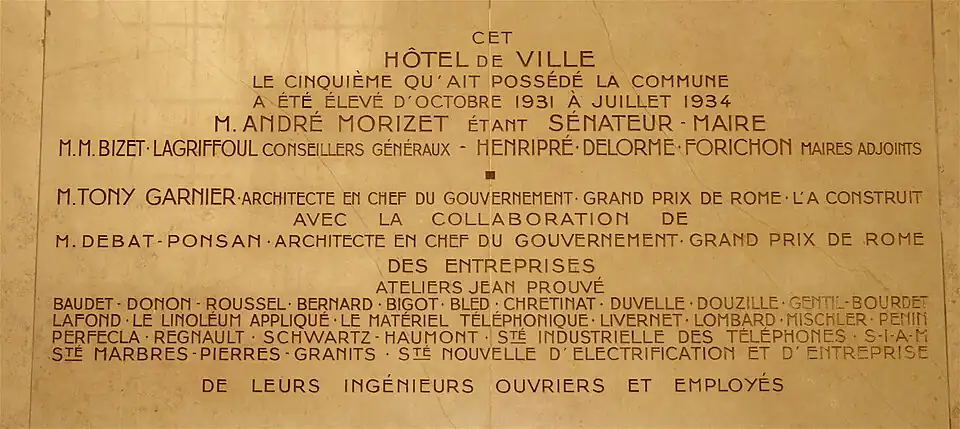 CET
HÔTEL DE VILLE
LE CINQUIÈME QU'AIT POSSÉDÉ LA COMMUNE
A ÉTÉ ÉLEVÉ D'OCTOBRE 1931 À JUILLET 1934
M. ANDRÉ MORIZET ÉTANT SÉNATEUR - MAIRE
M.M. BIZET · LAGRIFFOUL CONSEILLERS GÉNÉRAUX - HENRIPRÉ · DELORME · FORICHON MAIRES ADJOINTS
M. TONY GARNIER · ARCHITECTE EN CHEF DU GOUVERNEMENT · GRAND PRIX DE ROME · L'A CONSTRUIT
AVEC LA COLLABORATION DE
M. DEBAT-PONSAN · ARCHITECTE EN CHEF DU GOUVERNEMENT · GRAND PRIX DE ROME
DES ENTREPRISES
ATELIERS JEAN PROUVÉ
BAUDET - DONON - ROUSSEL · BERNARD · BIGOT · BLED · CHRETINAT · DUVELLE · DOUZILLE · GENTIL-BOURDET
LAFOND · LE LINOLÉUM APPLIQUÉ · LE MATÉRIEL TÉLÉPHONIQUE · LIVERNET · LOMBARD · MISCHLER · PENIN
PERFECLA · REGNAULT · SCHWARTZ - HAUMONT · STÉ INDUSTRIELLE DES TÉLÉPHONES · S·I·A·M
STÉ MARBRES-PIERRES-GRANITS · STÉ NOUVELLE D'ELECTRIFICATION ET D'ENTREPRISE
DE LEURS INGÉNIEURS OUVRIERS ET EMPLOYÉS